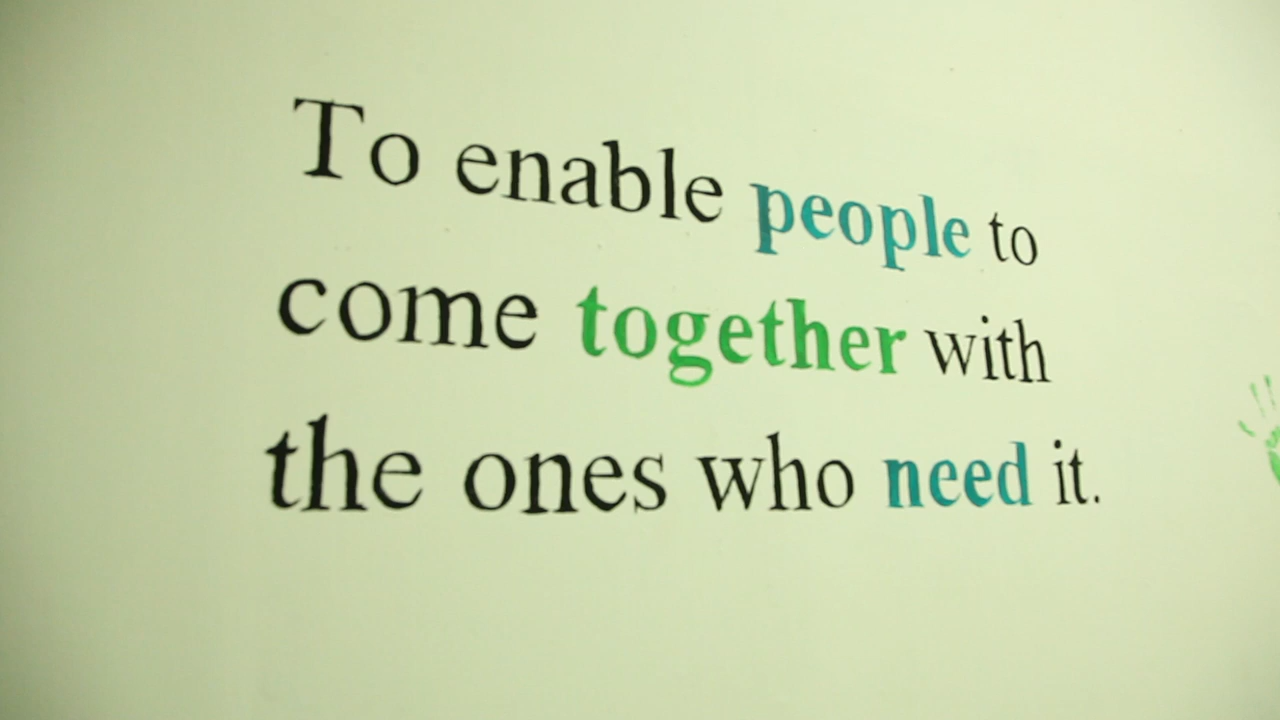 To enable people to
come together with
the ones who need it.